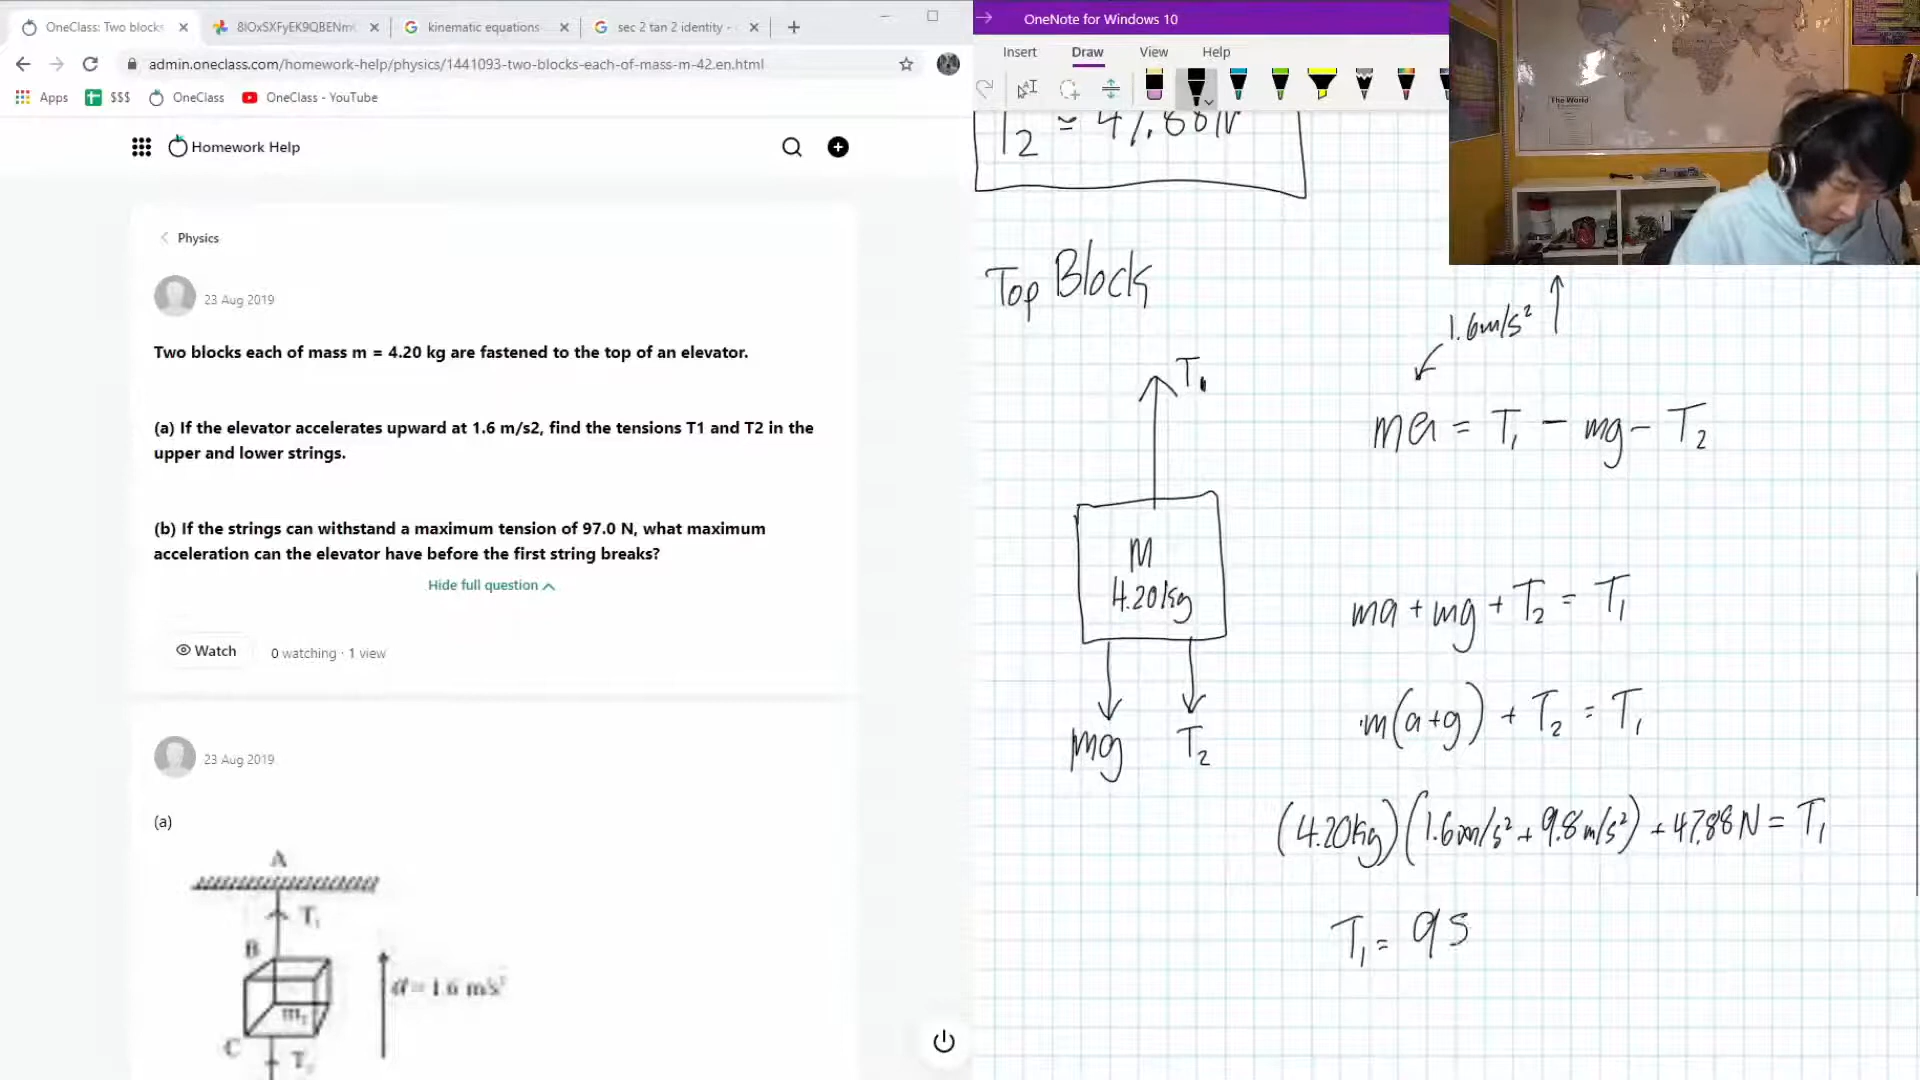 OneClass: Two blocks
8lOxSXFyEK9QBENm
kinematic equations
sec 2 tan 2 identity -
admin.oneclass.com/homework-help/physics/1441093-two-blocks-each-of-mass-m-42.en.html
Apps
$$$
OneClass
OneClass - YouTube
Homework Help
Physics
23 Aug 2019
Two blocks each of mass m = 4.20 kg are fastened to the top of an elevator.
(a) If the elevator accelerates upward at 1.6 m/s2, find the tensions T1 and T2 in the
upper and lower strings.
(b) If the strings can withstand a maximum tension of 97.0 N, what maximum
acceleration can the elevator have before the first string breaks?
Hide full question
Watch
0 watching · 1 view
23 Aug 2019
(a)
A
T₁
B
m₁
a = 1.6 m/s²
C
OneNote for Windows 10
Insert
Draw
View
Help
T₂ ≃ 47.88N
The World
Top Block
1.6m/s²
T₁
ma = T₁ - mg - T₂
M
4.20kg
ma + mg + T₂ = T₁
m(a+g) + T₂ = T₁
mg
T₂
(4.20kg)(1.6m/s² + 9.8m/s²) + 47.88N = T₁
T₁ = 95